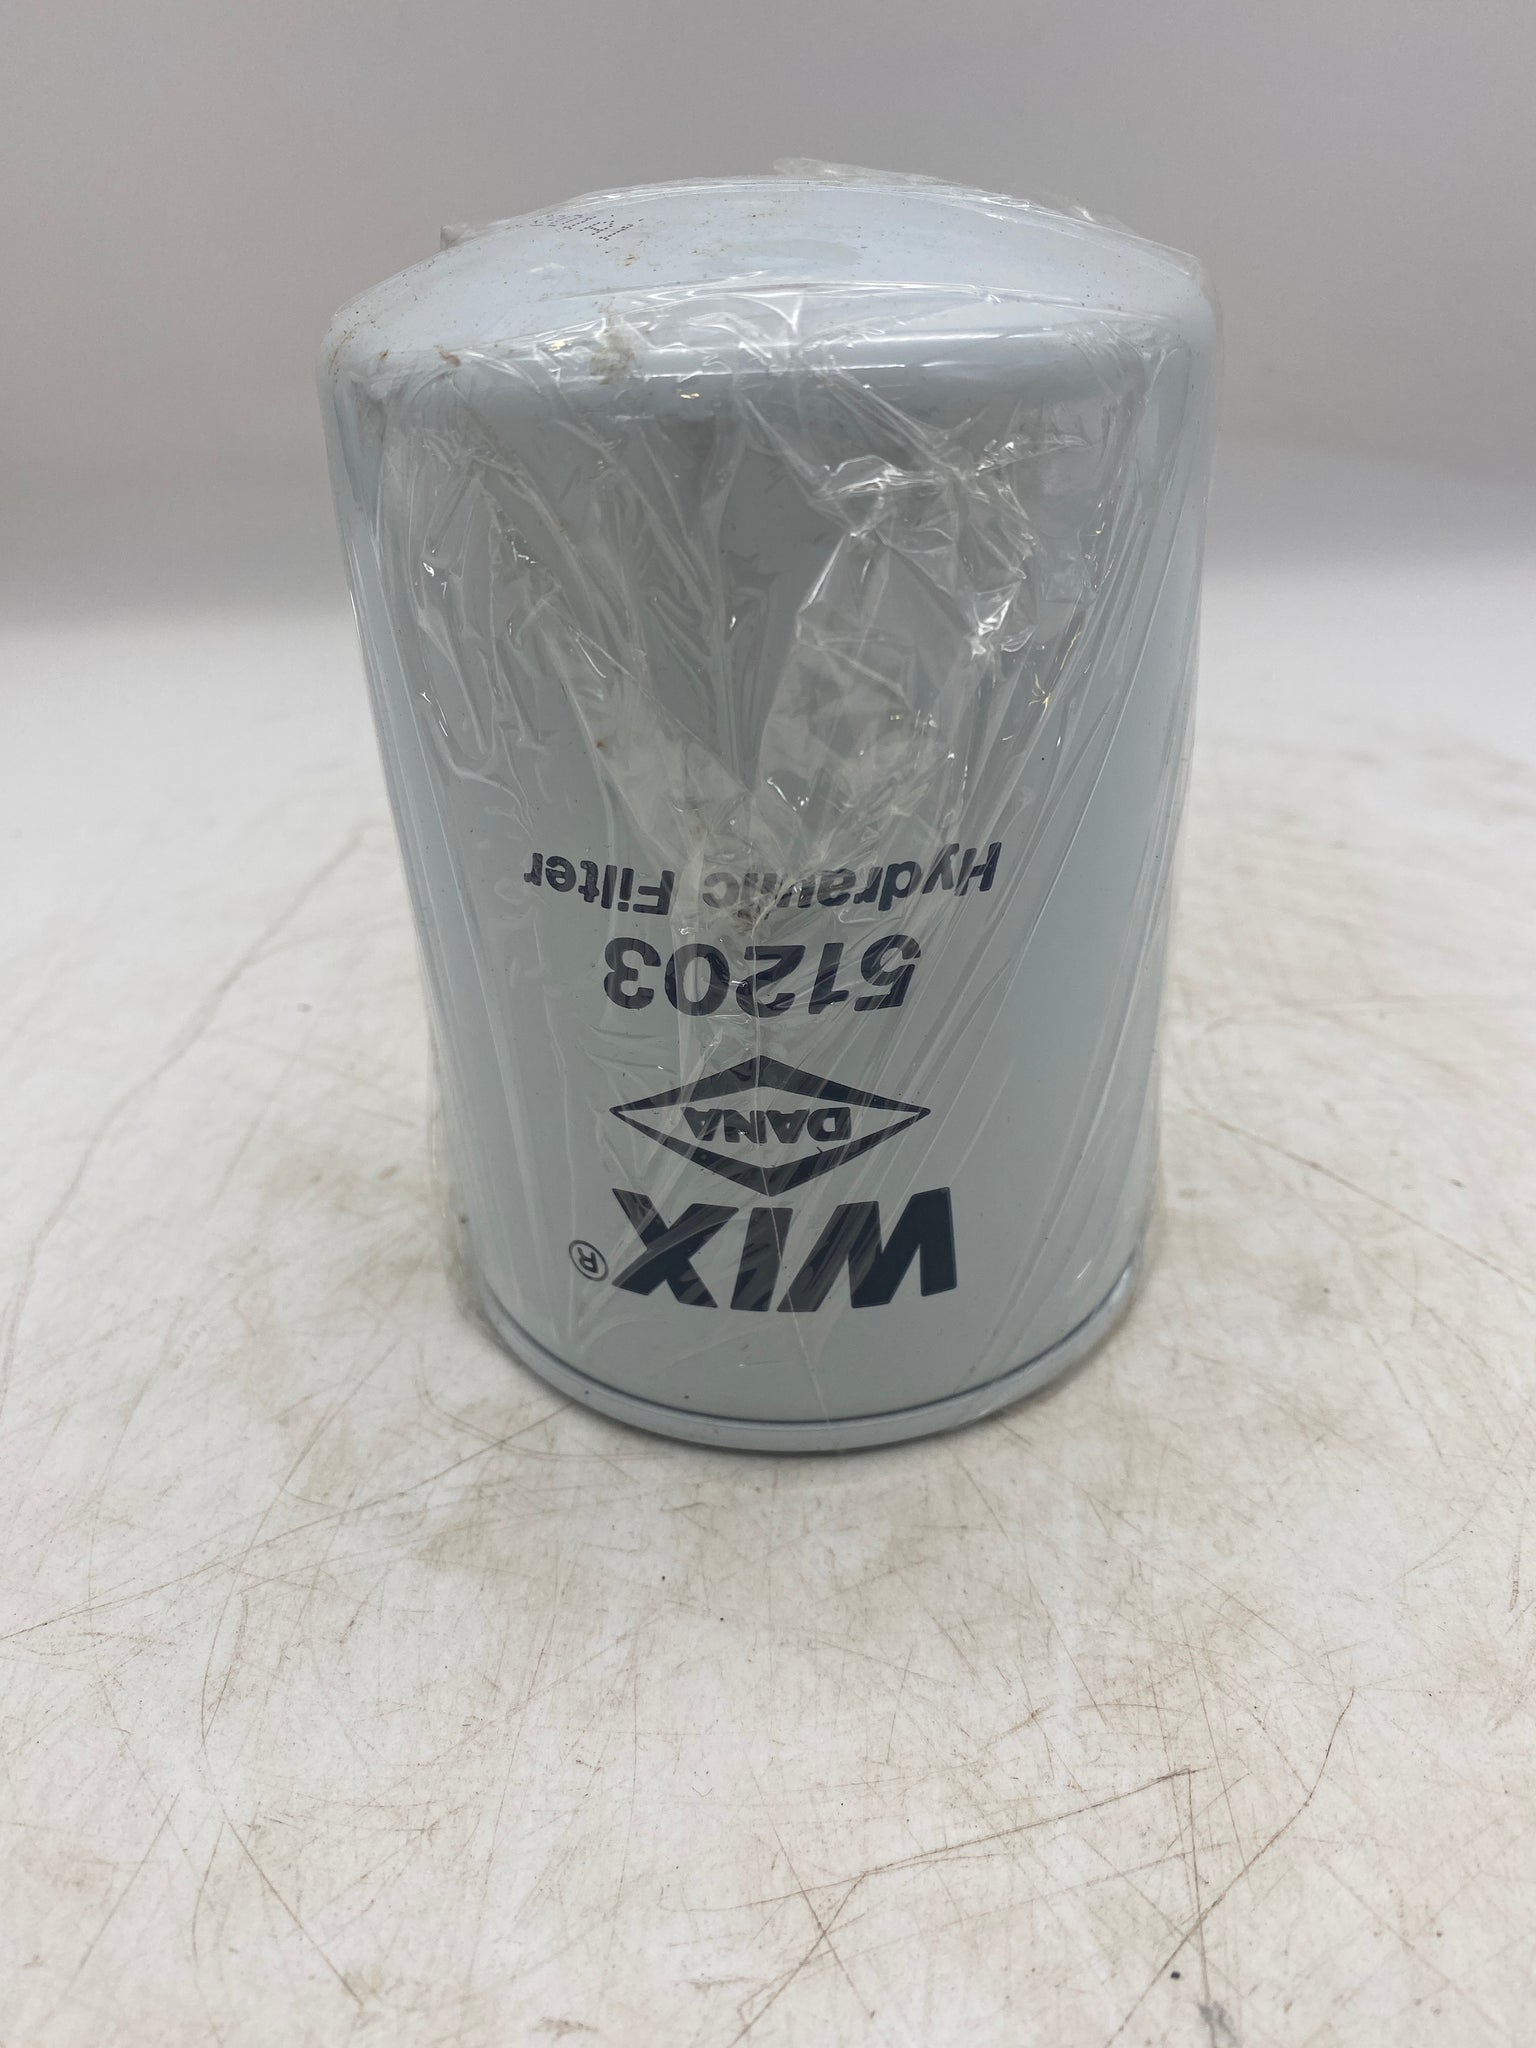 WIX®
DANA
51203
Hydraulic Filter